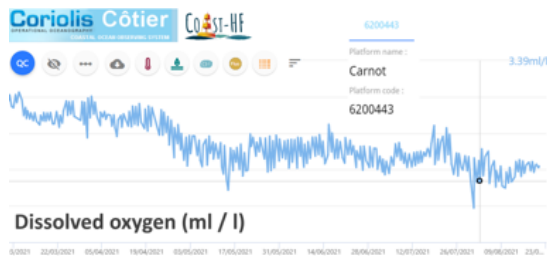 Coriolis Côtier
OPERATIONAL OCEANOGRAPHY
COASTAL OCEAN OBSERVING SYSTEM
COAST-HF
6200443
QC
Platform name :
Carnot
Platform code :
6200443
3.39ml/l
Dissolved oxygen (ml / l)
22/03/2021 05/04/2021 19/04/2021 03/05/2021 17/05/2021 31/05/2021 14/06/2021 28/06/2021 12/07/2021 26/07/2021 09/08/2021 23/0...